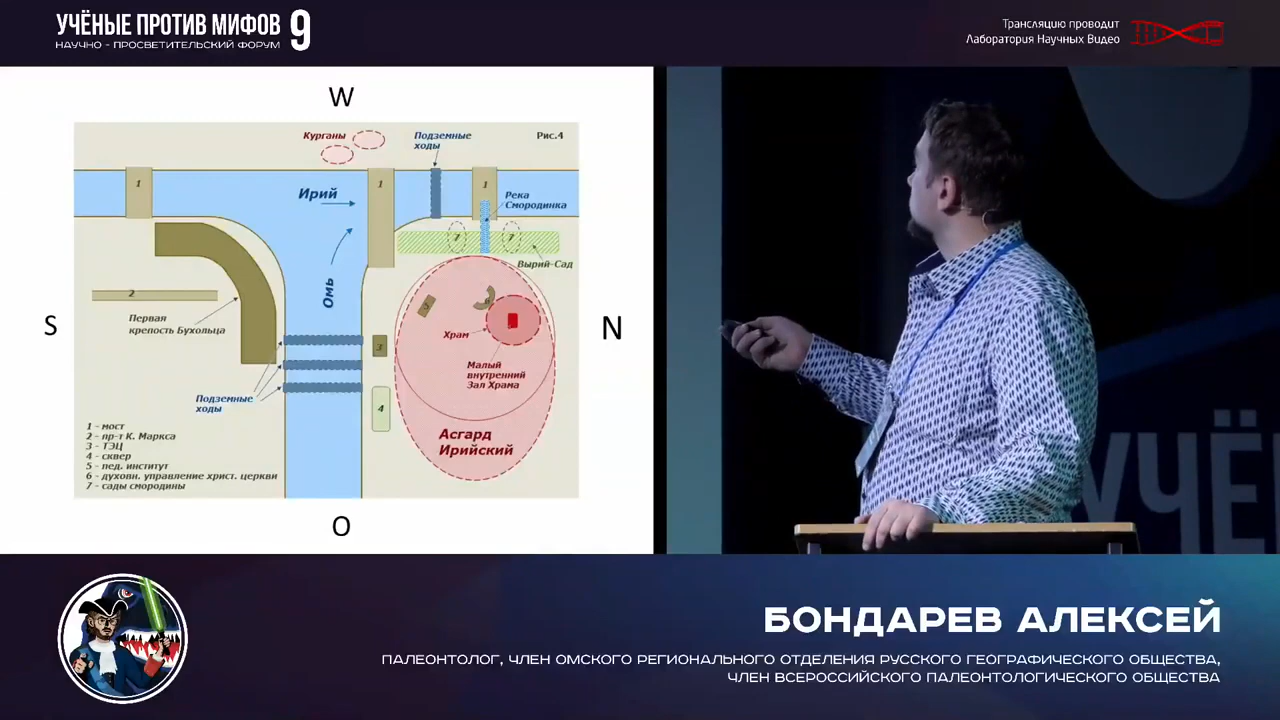 УЧЁНЫЕ ПРОТИВ МИФОВ 9
НАУЧНО - ПРОСВЕТИТЕЛЬСКИЙ ФОРУМ
Трансляцию проводит
Лаборатория Научных Видео
W
Курганы
Подземные
ходы
Рис.4
1
1
1
Ирий
Река
Смородинка
7
7
Вырий-Сад
Омь
2
Первая
крепость Бухольца
5
6
S
N
Храм
3
Малый
внутренний
Зал Храма
Подземные
ходы
4
Асгард
Ирийский
1 - мост
2 - пр-т К. Маркса
3 - ТЭЦ
4 - сквер
5 - пед. институт
6 - духовн. управление христ. церкви
7 - сады смородины
O
УЧЁ
БОНДАРЕВ АЛЕКСЕЙ
ПАЛЕОНТОЛОГ, ЧЛЕН ОМСКОГО РЕГИОНАЛЬНОГО ОТДЕЛЕНИЯ РУССКОГО ГЕОГРАФИЧЕСКОГО ОБЩЕСТВА,
ЧЛЕН ВСЕРОССИЙСКОГО ПАЛЕОНТОЛОГИЧЕСКОГО ОБЩЕСТВА